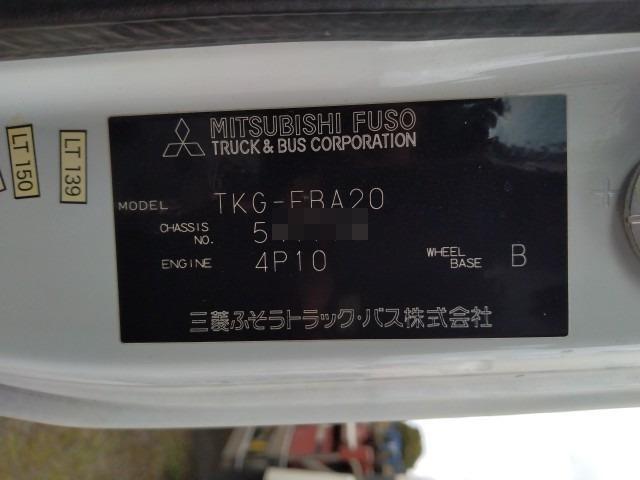 MITSUBISHI FUSO
TRUCK & BUS CORPORATION
MODEL TKG-FBA20
CHASSIS NO. 5
ENGINE 4P10
WHEEL BASE B
三菱ふそうトラック・バス株式会社
LT 150
LT 139